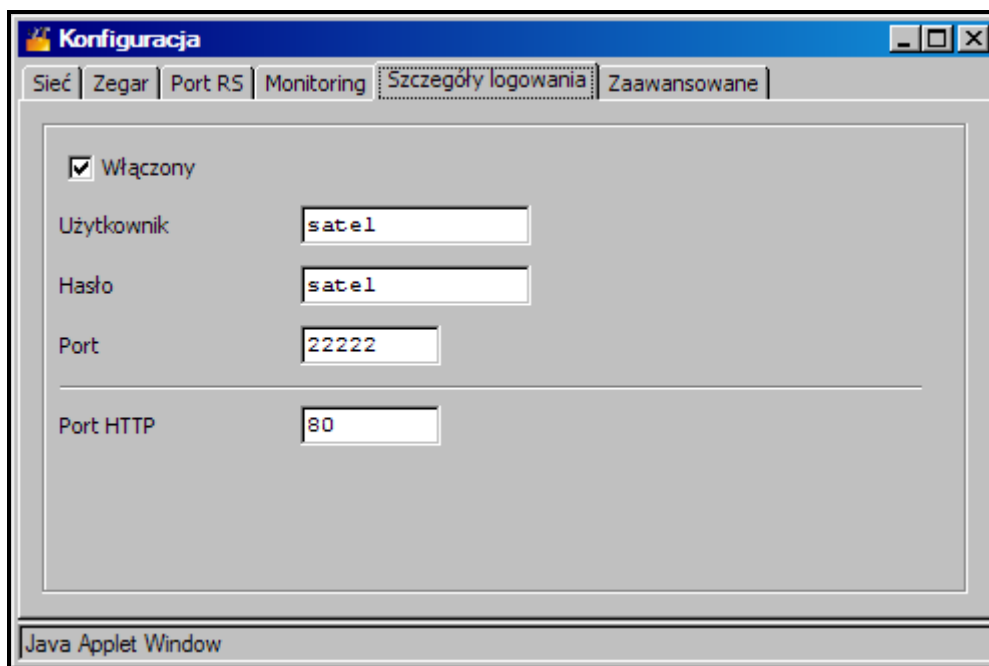 Konfiguracja
Sieć Zegar Port RS Monitoring Szczegóły logowania Zaawansowane
Włączony
Użytkownik satel
Hasło satel
Port 22222
Port HTTP 80
Java Applet Window